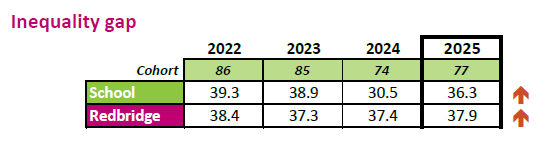 Inequality gap
2022 2023 2024 2025
Cohort 86 85 74 77
School 39.3 38.9 30.5 36.3
Redbridge 38.4 37.3 37.4 37.9